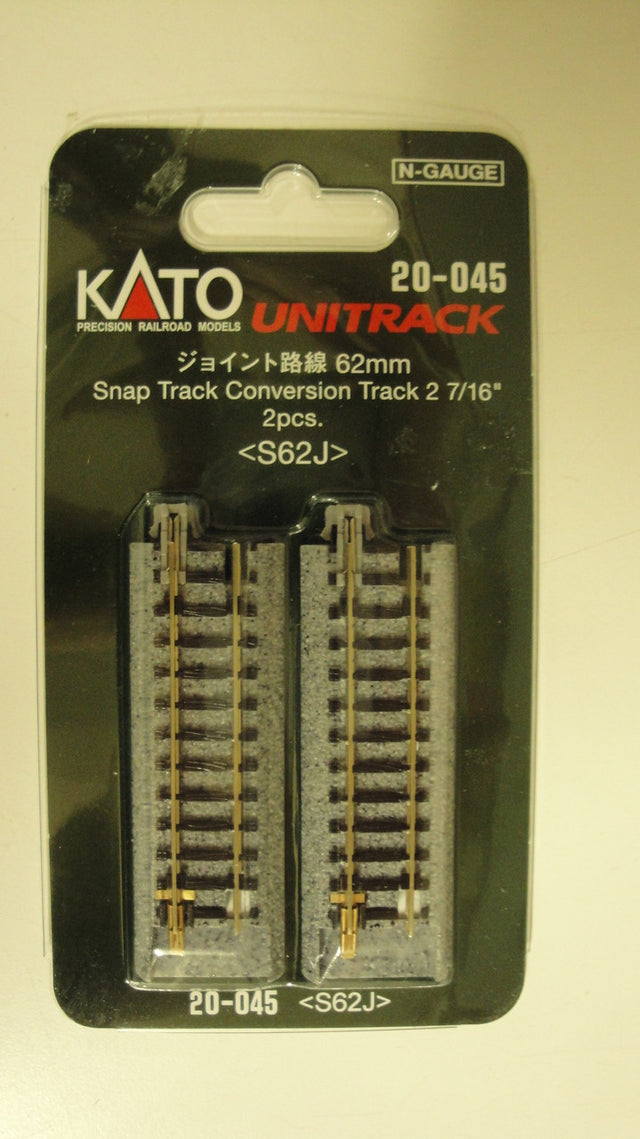 N-GAUGE
20-045
KATO
PRECISION RAILROAD MODELS
UNITRACK
ジョイント路線 62mm
Snap Track Conversion Track 2 7/16"
2pcs.
<S62J>
20-045 <S62J>